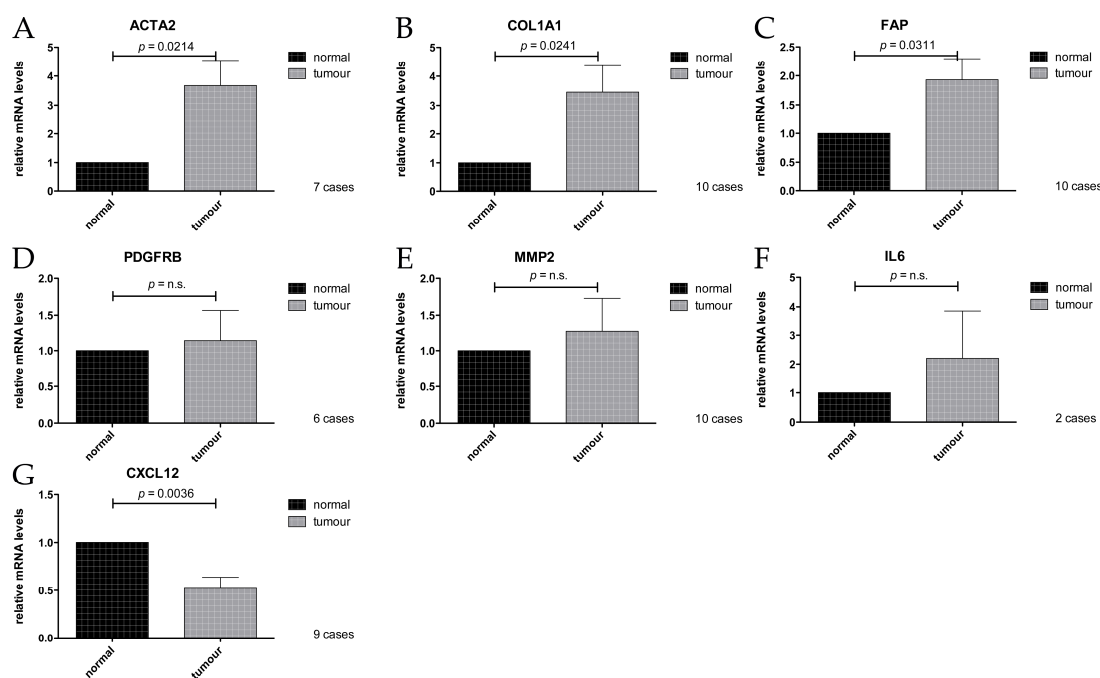 A
ACTA2
p = 0.0214
relative mRNA levels
5
4
3
2
1
0
normal
tumour
normal
tumour
7 cases
B
COL1A1
p = 0.0241
relative mRNA levels
5
4
3
2
1
0
normal
tumour
normal
tumour
10 cases
C
FAP
p = 0.0311
relative mRNA levels
2.5
2.0
1.5
1.0
0.5
0.0
normal
tumour
normal
tumour
10 cases
D
PDGFRB
p = n.s.
relative mRNA levels
2.0
1.5
1.0
0.5
0.0
normal
tumour
normal
tumour
6 cases
E
MMP2
p = n.s.
relative mRNA levels
2.0
1.5
1.0
0.5
0.0
normal
tumour
normal
tumour
10 cases
F
IL6
p = n.s.
relative mRNA levels
5
4
3
2
1
0
normal
tumour
normal
tumour
2 cases
G
CXCL12
p = 0.0036
relative mRNA levels
1.5
1.0
0.5
0.0
normal
tumour
normal
tumour
9 cases